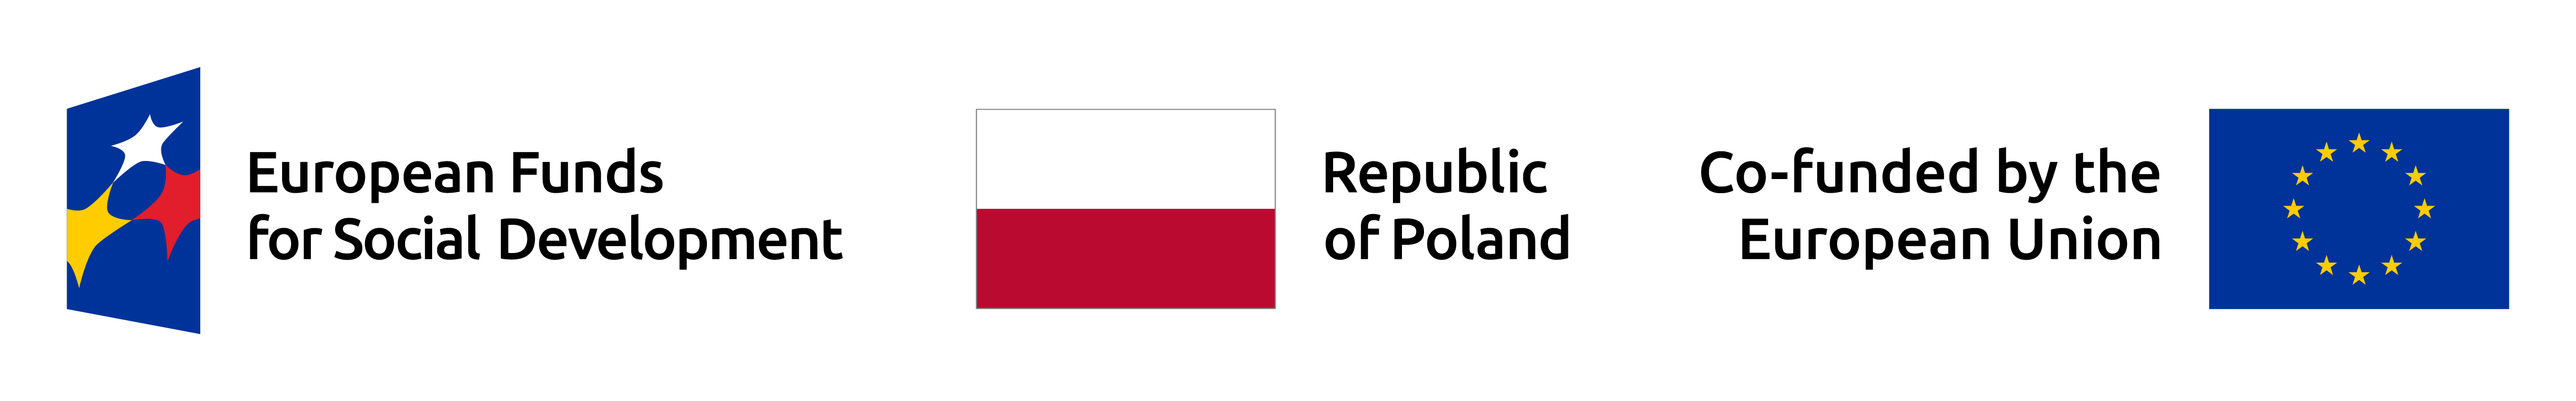 European Funds
for Social Development
Republic
of Poland
Co-funded by the
European Union